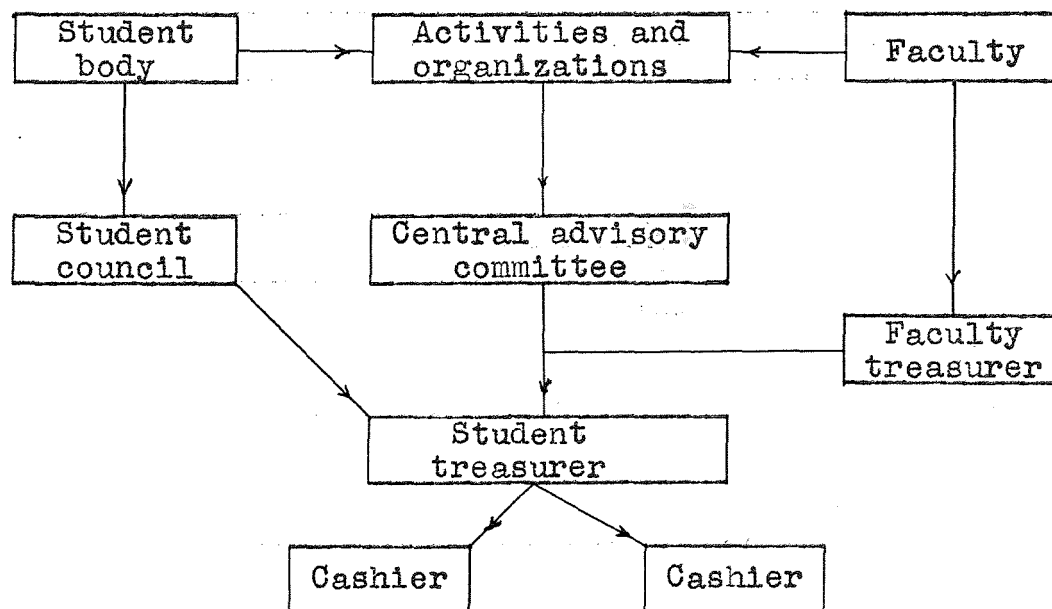 Student
body
Activities and
organizations
Faculty
Student
council
Central advisory
committee
Faculty
treasurer
Student
treasurer
Cashier
Cashier